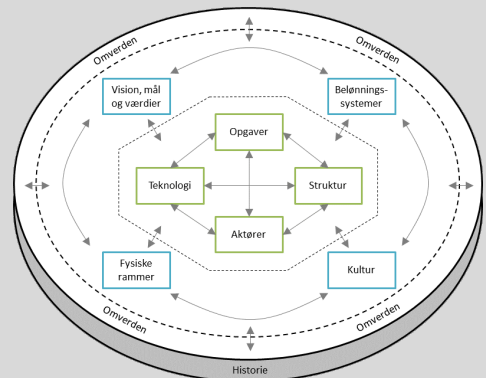 Omverden
Omverden
Vision, mål
og værdier
Belønnings-
systemer
Opgaver
Teknologi
Struktur
Aktører
Fysiske
rammer
Kultur
Omverden
Omverden
Historie